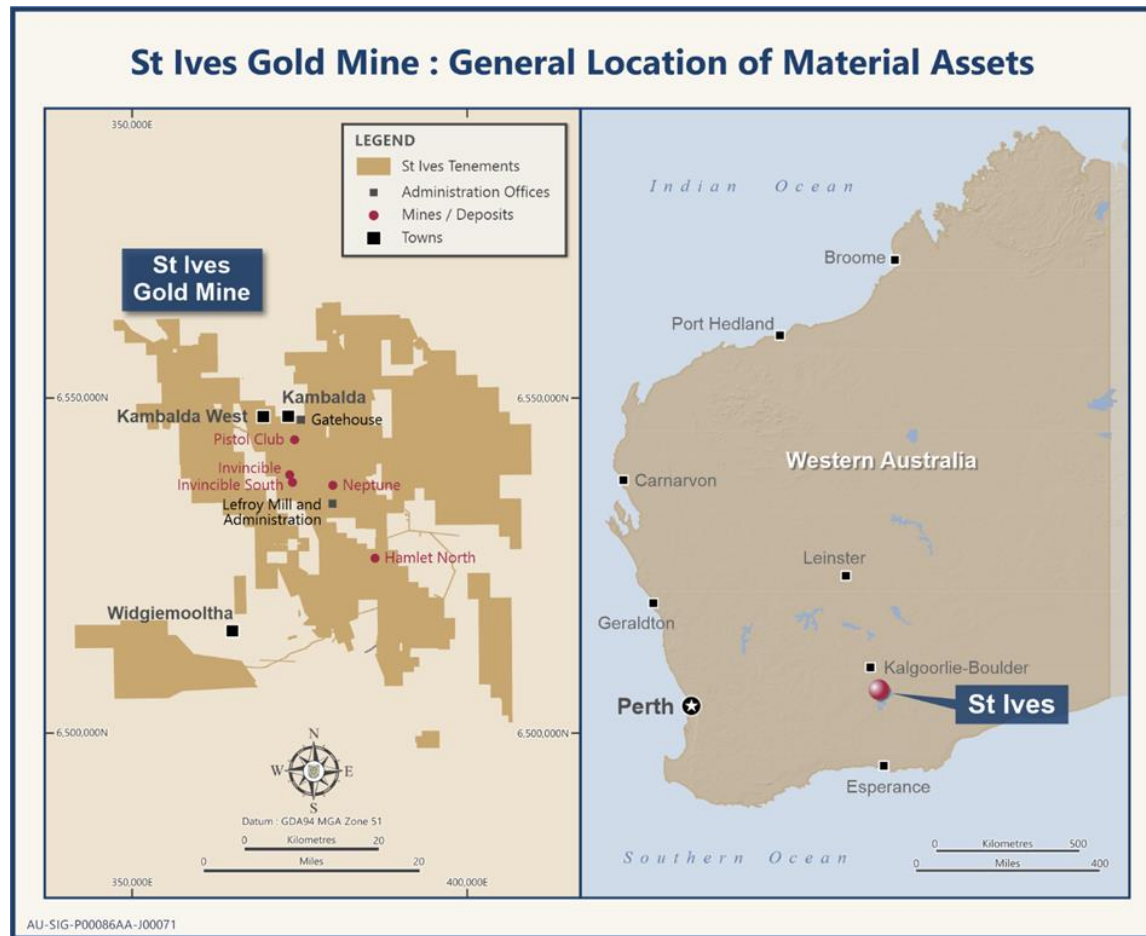 St Ives Gold Mine : General Location of Material Assets
350,000E
LEGEND
St Ives Tenements
Administration Offices
Mines / Deposits
Towns
St Ives
Gold Mine
6,550,000N
6,550,000N
Kambalda
Kambalda West
Gatehouse
Pistol Club
Invincible
Invincible South
Neptune
Lefroy Mill and
Administration
Hamlet North
Widgiemooltha
6,500,000N
6,500,000N
N
W
E
S
Datum : GDA94 MGA Zone 51
0 Kilometres 20
0 Miles 20
350,000E
400,000E
Indian Ocean
Broome
Port Hedland
Western Australia
Carnarvon
Leinster
Geraldton
Kalgoorlie-Boulder
St Ives
Perth
Esperance
Southern Ocean
0 Kilometres 500
0 Miles 400
AU-SIG-P00086AA-J00071